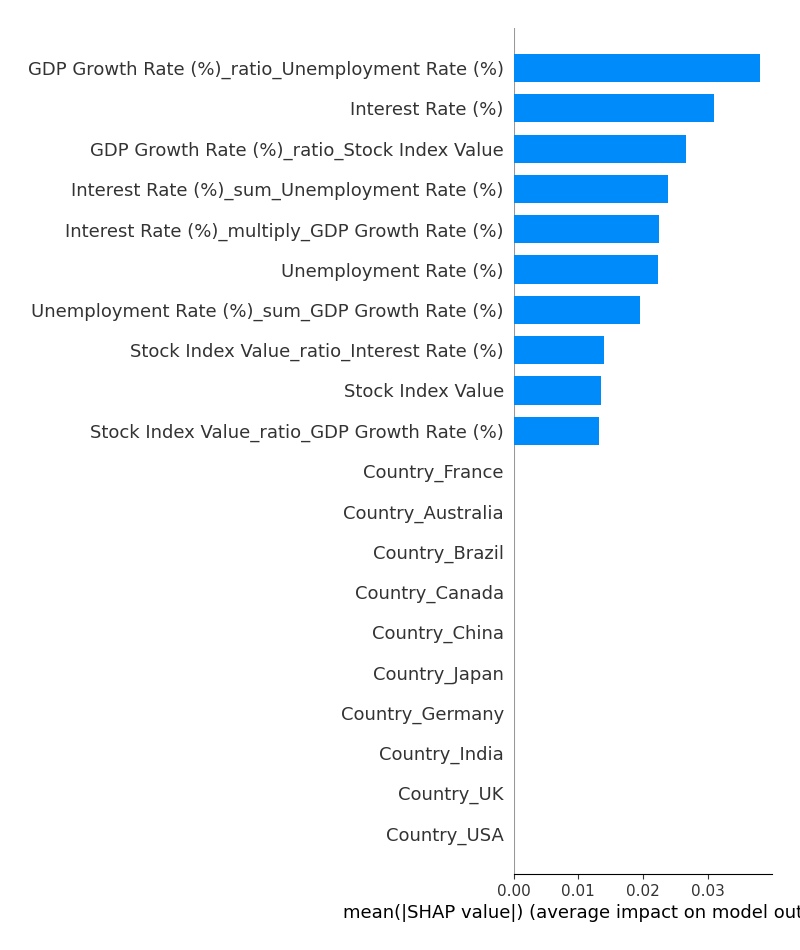 GDP Growth Rate (%)_ratio_Unemployment Rate (%)
Interest Rate (%)
GDP Growth Rate (%)_ratio_Stock Index Value
Interest Rate (%)_sum_Unemployment Rate (%)
Interest Rate (%)_multiply_GDP Growth Rate (%)
Unemployment Rate (%)
Unemployment Rate (%)_sum_GDP Growth Rate (%)
Stock Index Value_ratio_Interest Rate (%)
Stock Index Value
Stock Index Value_ratio_GDP Growth Rate (%)
Country_France
Country_Australia
Country_Brazil
Country_Canada
Country_China
Country_Japan
Country_Germany
Country_India
Country_UK
Country_USA
0.00 0.01 0.02 0.03
mean(|SHAP value|) (average impact on model out